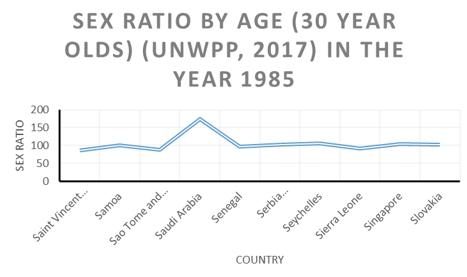 SEX RATIO BY AGE (30 YEAR
OLDS) (UNWPP, 2017) IN THE
YEAR 1985
200
150
100
50
0
SEX RATIO
Saint Vincent...
Samoa
Sao Tome and...
Saudi Arabia
Senegal
Serbia...
Seychelles
Sierra Leone
Singapore
Slovakia
COUNTRY